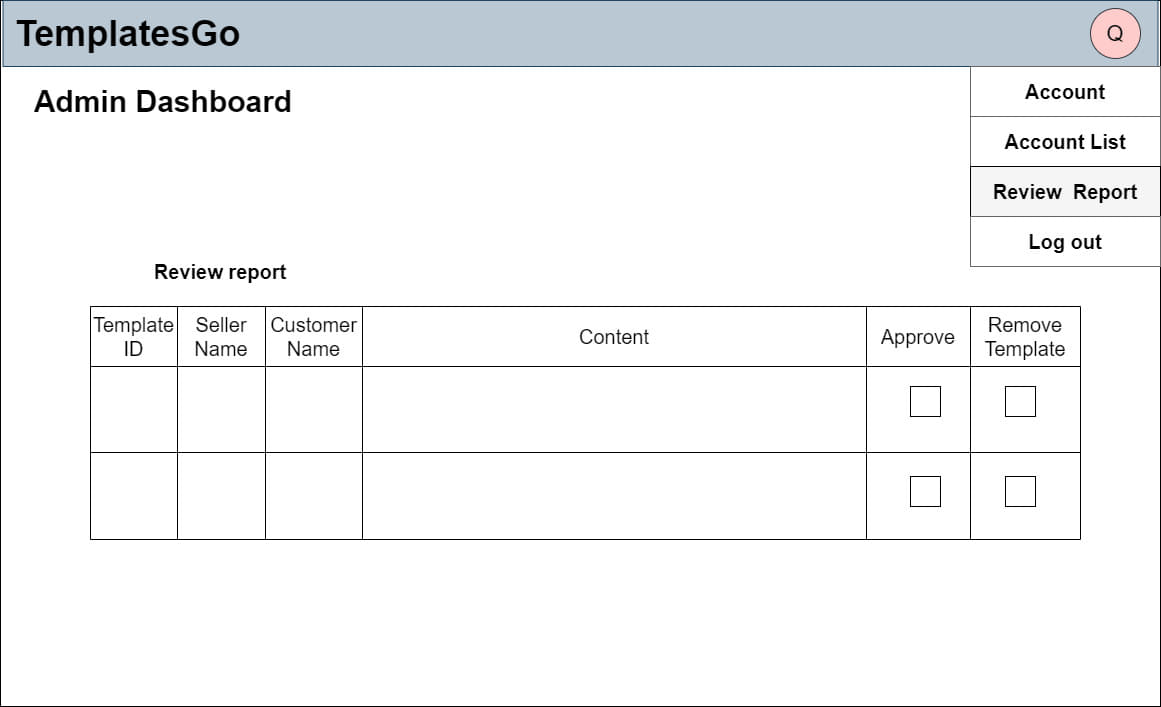 TemplatesGo
Q
Admin Dashboard
Account
Account List
Review  Report
Log out
Review report
Template
ID
Seller
Name
Customer
Name
Content
Approve
Remove
Template